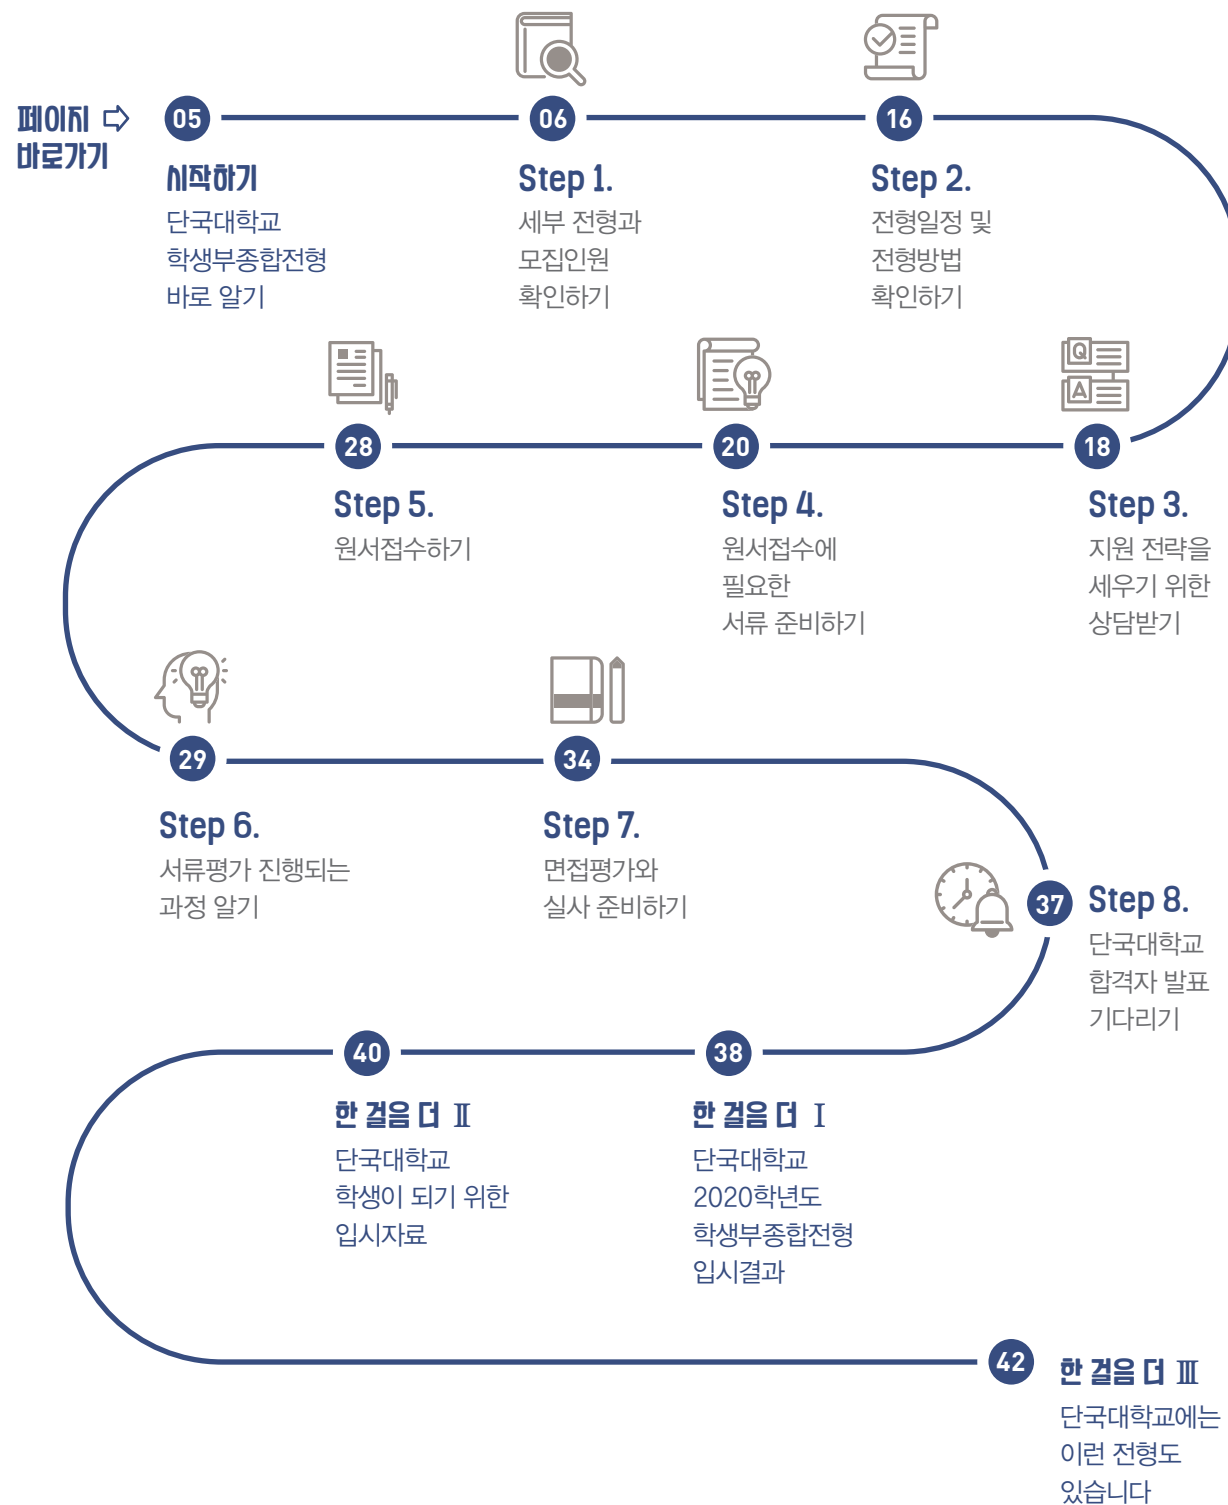 페이지
바로가기
05
시작하기
단국대학교
학생부종합전형
바로 알기
06
Step 1.
세부 전형과
모집인원
확인하기
16
Step 2.
전형일정 및
전형방법
확인하기
Q
A
18
Step 3.
지원 전략을
세우기 위한
상담받기
20
Step 4.
원서접수에
필요한
서류 준비하기
28
Step 5.
원서접수하기
29
Step 6.
서류평가 진행되는
과정 알기
34
Step 7.
면접평가와
실사 준비하기
37
Step 8.
단국대학교
합격자 발표
기다리기
38
한 걸음 더 Ⅰ
단국대학교
2020학년도
학생부종합전형
입시결과
40
한 걸음 더 Ⅱ
단국대학교
학생이 되기 위한
입시자료
42
한 걸음 더 Ⅲ
단국대학교에는
이런 전형도
있습니다